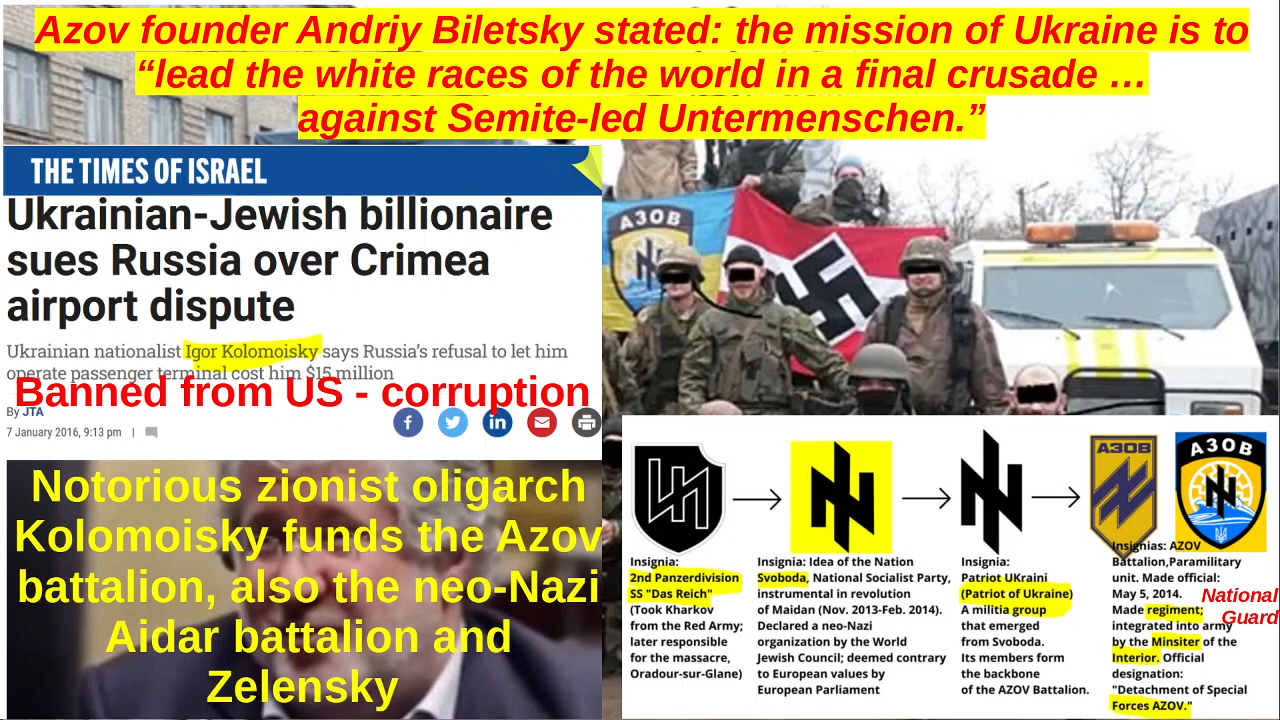 Azov founder Andriy Biletsky stated: the mission of Ukraine is to
“lead the white races of the world in a final crusade …
against Semite-led Untermenschen.”
THE TIMES OF ISRAEL
Ukrainian-Jewish billionaire
sues Russia over Crimea
airport dispute
Ukrainian nationalist Igor Kolomoisky says Russia’s refusal to let him
operate passenger terminal cost him $15 million
Banned from US - corruption
By JTA
7 January 2016, 9:13 pm
Notorious zionist oligarch
Kolomoisky funds the Azov
battalion, also the neo-Nazi
Aidar battalion and
Zelensky
АЗОВ
АЗОВ
АЗОВ
Insignia:
2nd Panzerdivision
SS "Das Reich"
(Took Kharkov
from the Red Army;
later responsible
for the massacre,
Oradour-sur-Glane)
Insignia: Idea of the Nation
Svoboda, National Socialist Party,
instrumental in revolution
of Maidan (Nov. 2013-Feb. 2014).
Declared a neo-Nazi
organization by the World
Jewish Council; deemed contrary
to European values by
European Parliament
Insignia:
Patriot UKraini
(Patriot of Ukraine)
A militia group
that emerged
from Svoboda.
Its members form
the backbone
of the AZOV Battalion.
Insignias: AZOV
Battalion,Paramilitary
unit. Made official:
May 5, 2014.
Made regiment;
integrated into army
by the Minsiter of the
Interior. Official
designation:
"Detachment of Special
Forces AZOV."
National
Guard